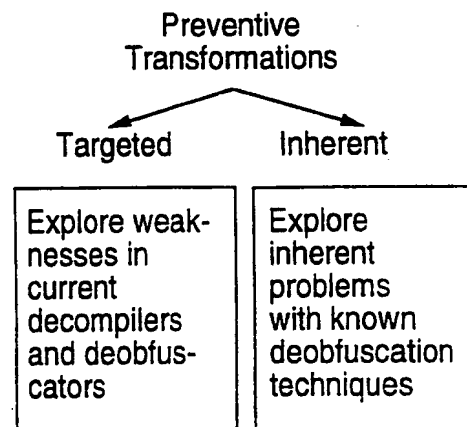 Preventive
Transformations
Targeted
Inherent
Explore weak-
nesses in
current
decompilers
and deobfus-
cators
Explore
inherent
problems
with known
deobfuscation
techniques